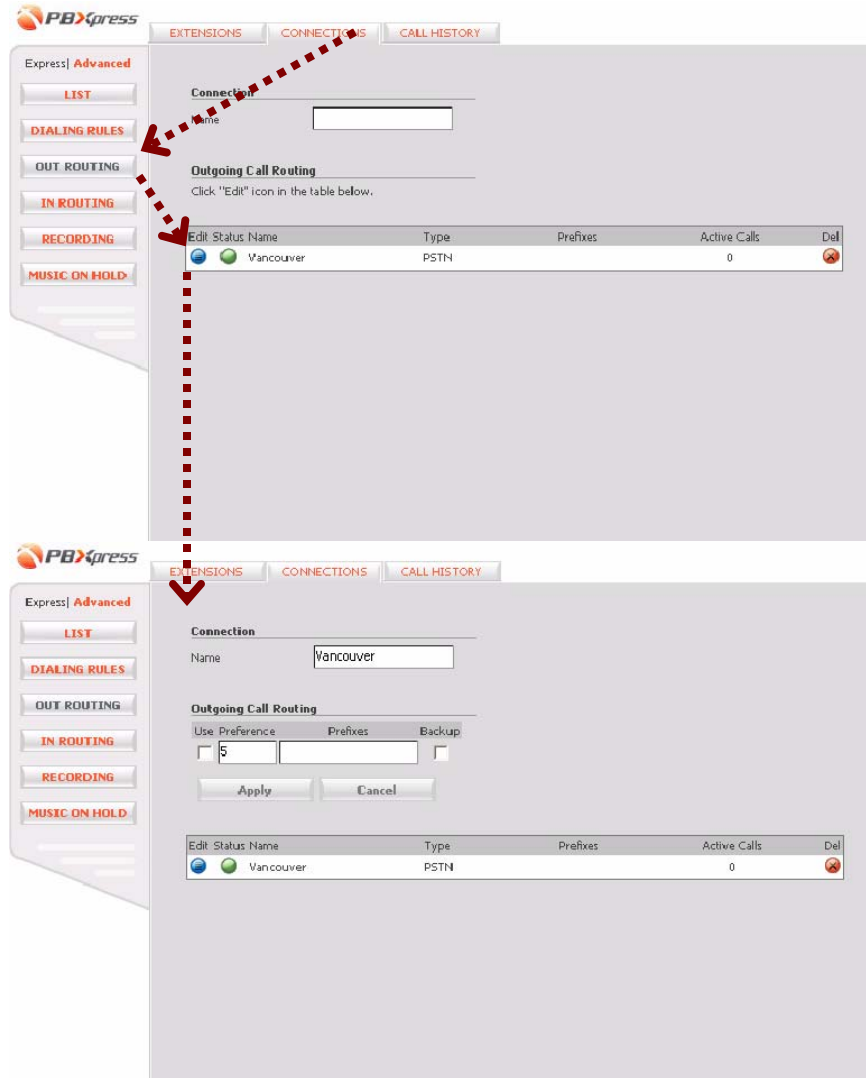 PBXpress
EXTENSIONS CONNECTIONS CALL HISTORY
Express| Advanced
LIST
DIALING RULES
OUT ROUTING
IN ROUTING
RECORDING
MUSIC ON HOLD
Connection
Name
Outgoing Call Routing
Click "Edit" icon in the table below.
Edit Status Name Type Prefixes Active Calls Del
Vancouver PSTN 0
PBXpress
EXTENSIONS CONNECTIONS CALL HISTORY
Express| Advanced
LIST
DIALING RULES
OUT ROUTING
IN ROUTING
RECORDING
MUSIC ON HOLD
Connection
Name Vancouver
Outgoing Call Routing
Use Preference Prefixes Backup
5
Apply Cancel
Edit Status Name Type Prefixes Active Calls Del
Vancouver PSTN 0